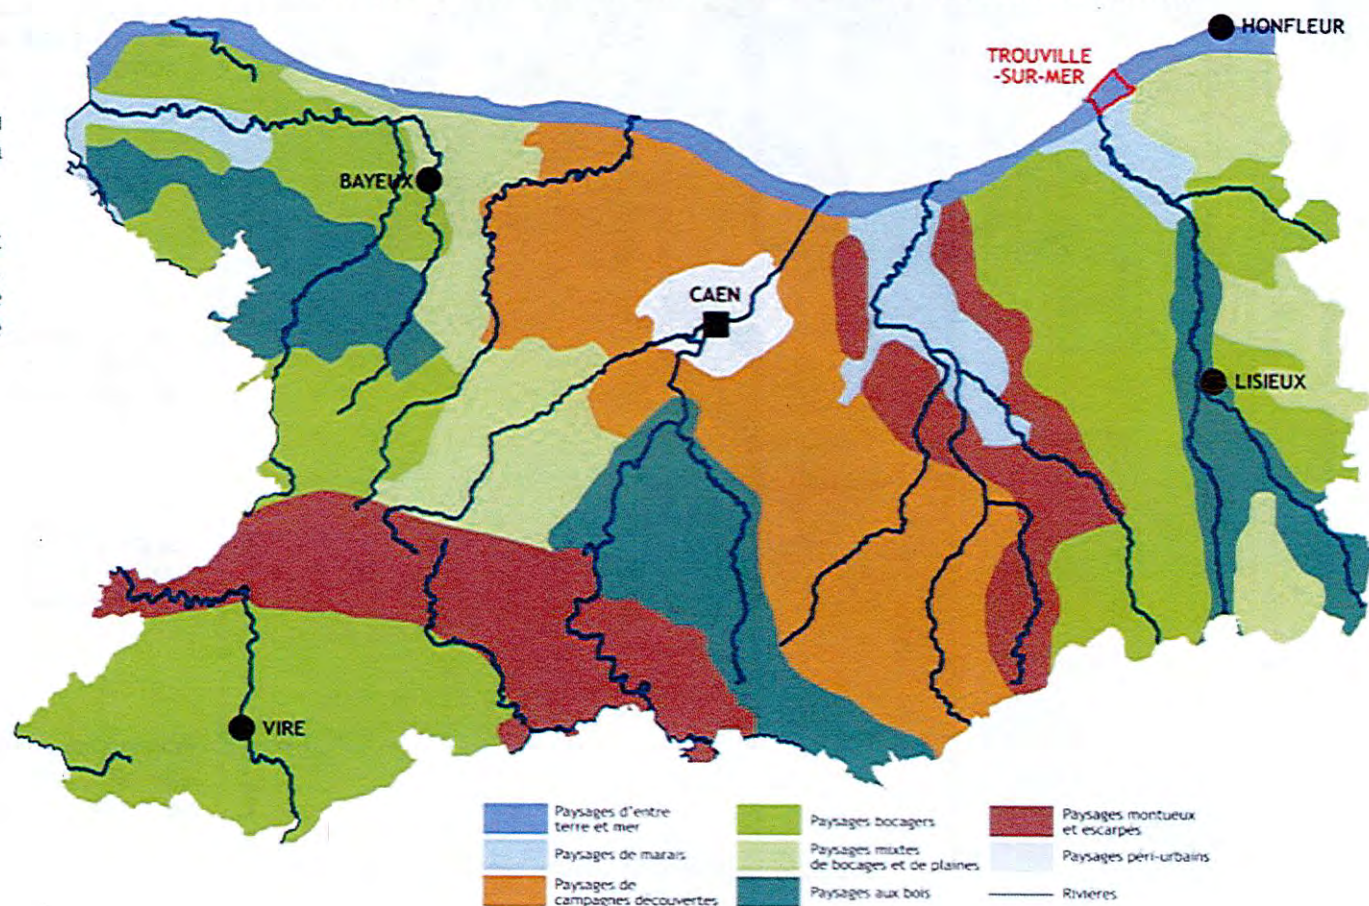 HONFLEUR
TROUVILLE
-SUR-MER
BAYEUX
CAEN
LISIEUX
VIRE
Paysages d'entre
terre et mer
Paysages de marais
Paysages de
campagnes découvertes
Paysages bocagers
Paysages mixtes
de bocages et de plaines
Paysages aux bois
Paysages montueux
et escarpés
Paysages péri-urbains
Rivières